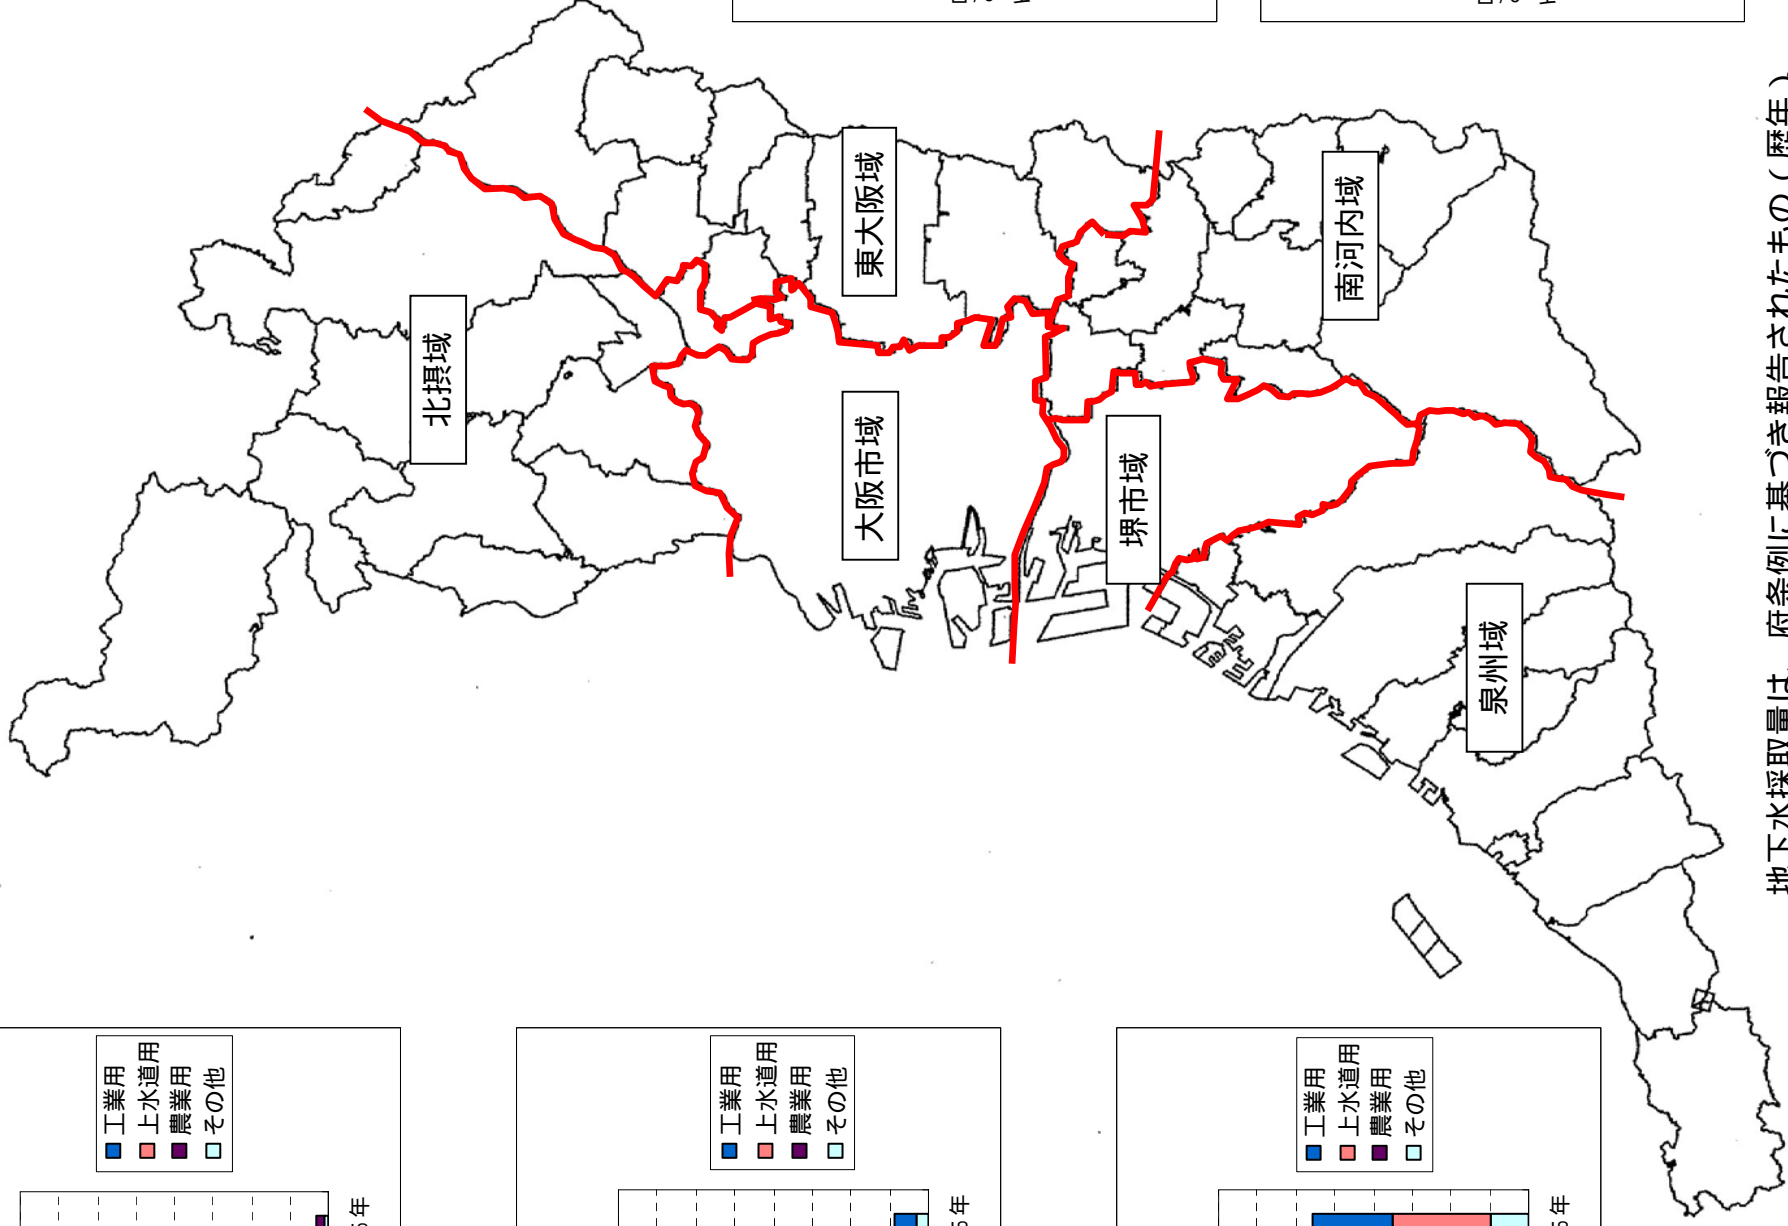 北摂域
東大阪域
大阪市域
南河内域
堺市域
泉州域
工業用
上水道用
農業用
その他
年
工業用
上水道用
農業用
その他
年
工業用
上水道用
農業用
その他
年
地下水採取量は、府条例に基づき報告されたもの（暦年）